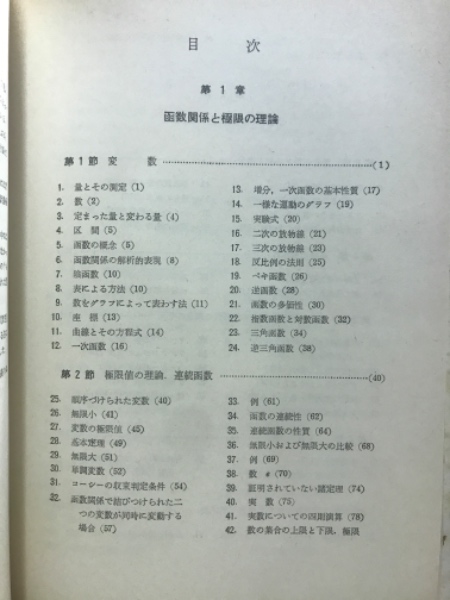 目 次
第 1 章
函数関係と極限の理論
第1節 変 数 (1)
1. 量とその測定 (1)
2. 数 (2)
3. 定まった量と変わる量 (4)
4. 区 間 (5)
5. 函数の概念 (5)
6. 函数関係の解析的表現 (8)
7. 陰函数 (10)
8. 表による方法 (10)
9. 数をグラフによって表わす法 (11)
10. 座 標 (13)
11. 曲線とその方程式 (14)
12. 一次函数 (16)
13. 増分，一次函数の基本性質 (17)
14. 一様な運動のグラフ (19)
15. 実験式 (20)
16. 二次の放物線 (21)
17. 三次の放物線 (23)
18. 反比例の法則 (25)
19. ベキ函数 (26)
20. 逆函数 (28)
21. 函数の多価性 (30)
22. 指数函数と対数函数 (32)
23. 三角函数 (34)
24. 逆三角函数 (38)
第2節 極限値の理論．連続函数 (40)
25. 順序づけられた変数 (40)
26. 無限小 (41)
27. 変数の極限値 (45)
28. 基本定理 (49)
29. 無限大 (51)
30. 単調変数 (52)
31. コーシーの収束判定条件 (54)
32. 函数関係で結びつけられた二
つの変数が同時に変動する
場合 (57)
33. 例 (61)
34. 函数の連続性 (62)
35. 連続函数の性質 (64)
36. 無限小および無限大の比較 (68)
37. 例 (69)
38. 数 e (70)
39. 証明されていない諸定理 (74)
40. 実 数 (75)
41. 実数についての四則演算 (78)
42. 数の集合の上限と下限．極限